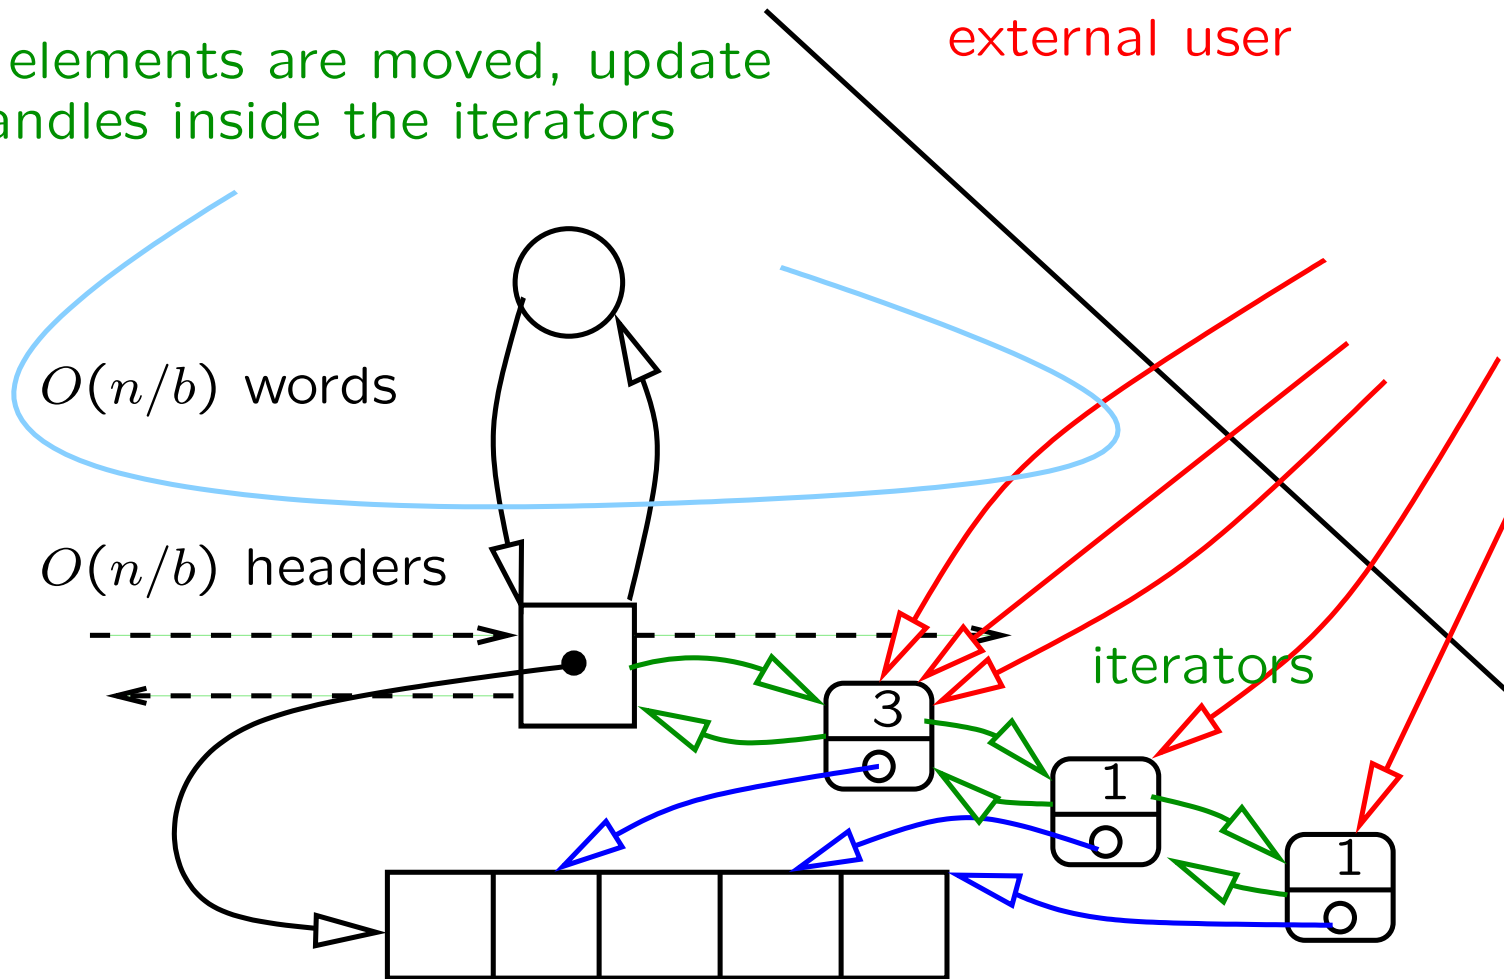 external user
elements are moved, update
andles inside the iterators
O(n/b) words
O(n/b) headers
iterators
3
1
1